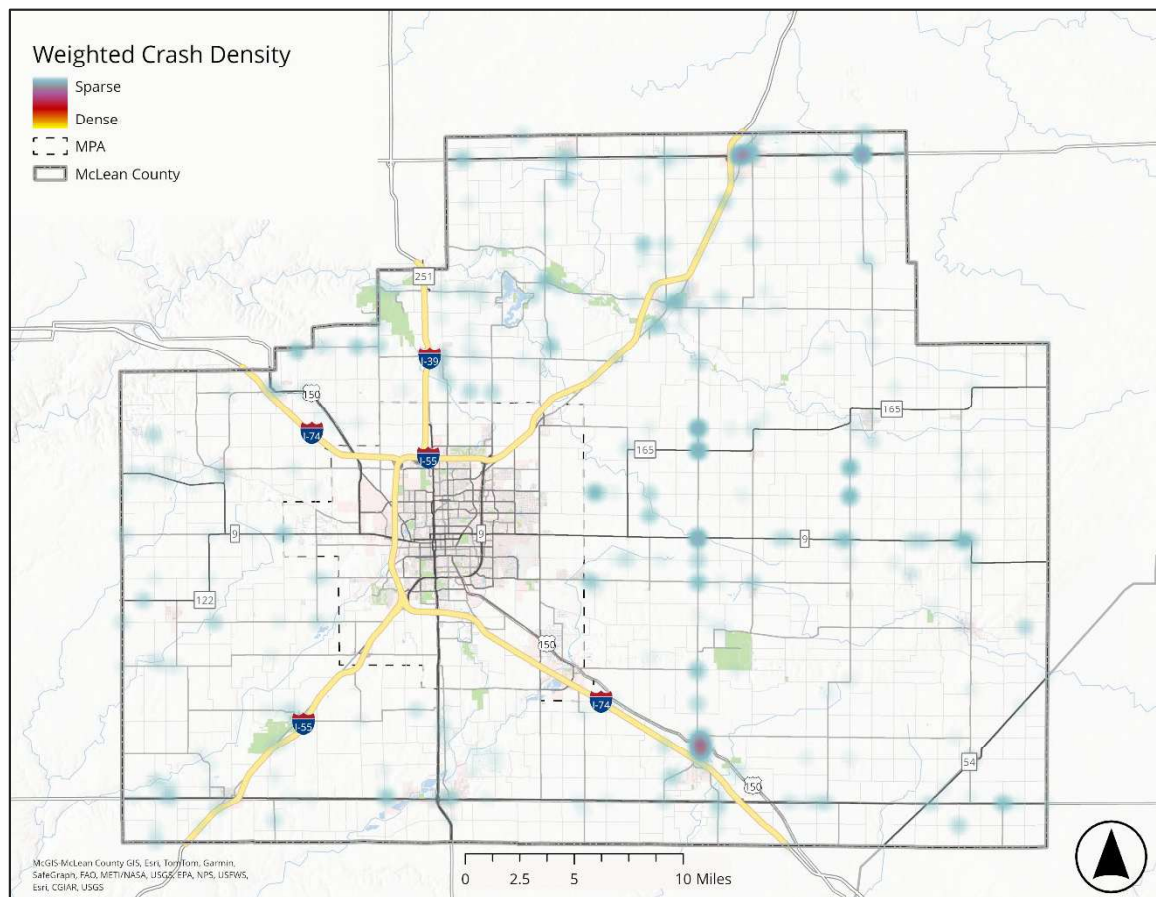 Weighted Crash Density
Sparse
Dense
MPA
McLean County
251
I-39
150
I-74
165
I-55
165
9
9
9
122
150
I-74
I-55
54
150
McGIS-McLean County GIS, Esri, TomTom, Garmin,
SafeGraph, FAO, METI/NASA, USGS, EPA, NPS, USFWS,
Esri, CGIAR, USGS
0 2.5 5 10 Miles